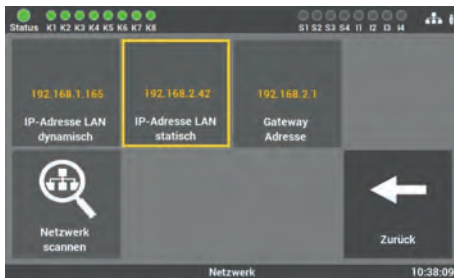 Status K1 K2 K3 K4 K5 K6 K7 K8
S1 S2 S3 S4 I1 I2 I3 I4
192.168.1.165
IP-Adresse LAN
dynamisch
192.168.2.42
IP-Adresse LAN
statisch
192.168.2.1
Gateway
Adresse
Netzwerk
scannen
Zurück
Netzwerk
10:38:09